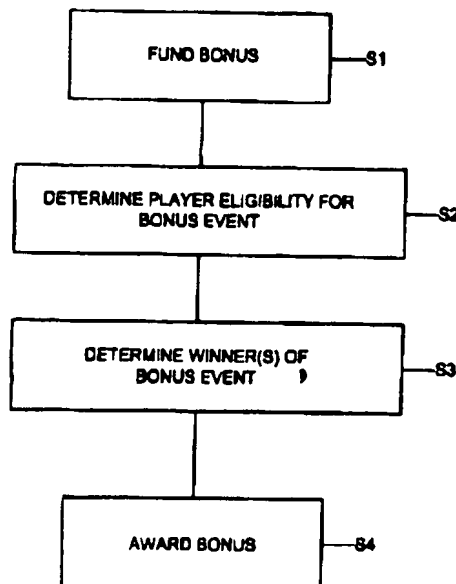 FUND BONUS
S1
DETERMINE PLAYER ELIGIBILITY FOR
BONUS EVENT
S2
DETERMINE WINNER(S) OF
BONUS EVENT
S3
AWARD BONUS
S4